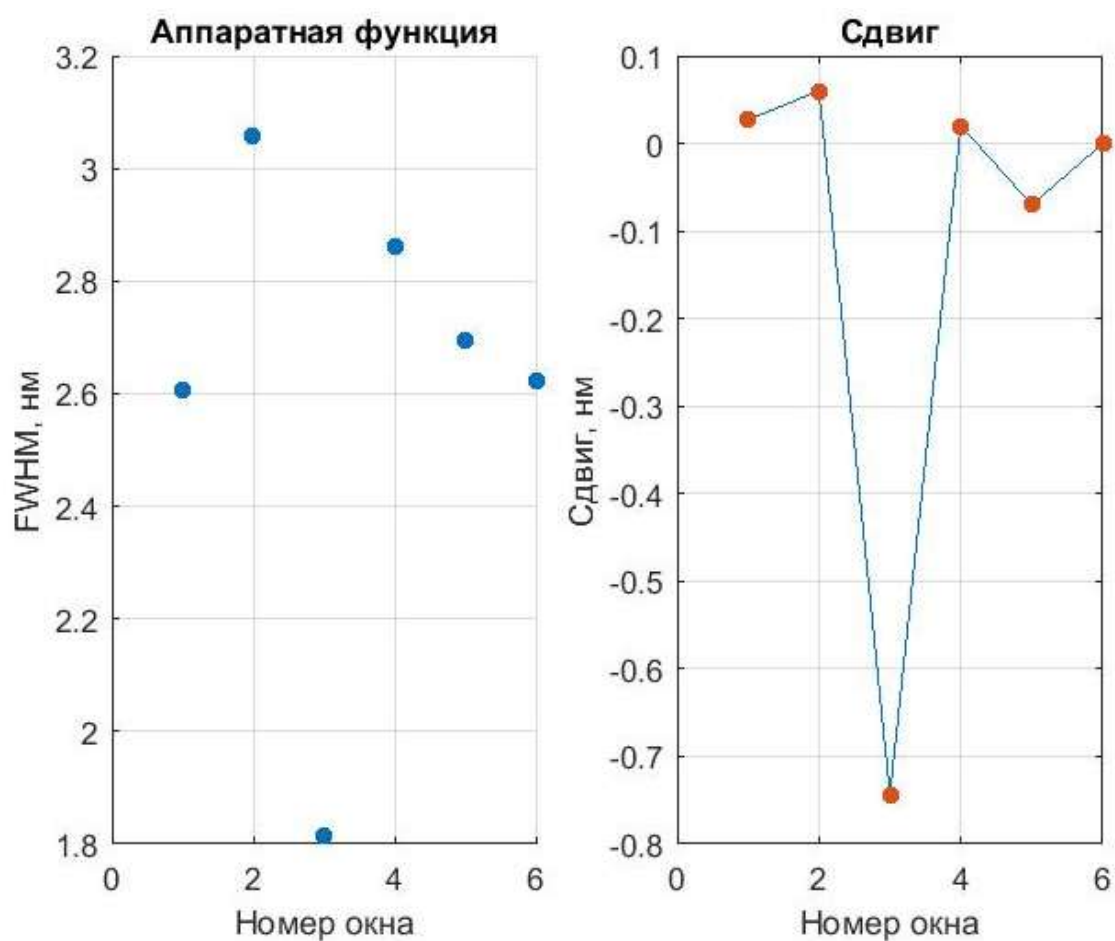 Аппаратная функция
3.2
3
2.8
2.6
2.4
2.2
2
1.8
FWHM, нм
0 2 4 6
Номер окна
Сдвиг
0.1
0
-0.1
-0.2
-0.3
-0.4
-0.5
-0.6
-0.7
-0.8
Сдвиг, нм
0 2 4 6
Номер окна